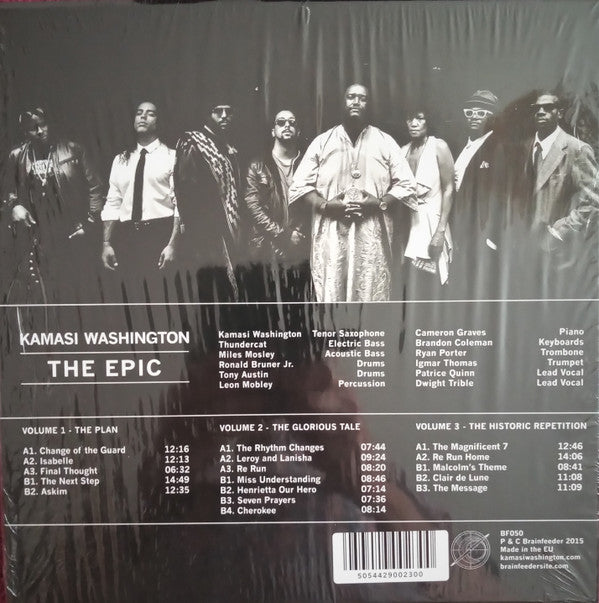 KAMASI WASHINGTON
THE EPIC
Kamasi Washington Tenor Saxophone
Thundercat Electric Bass
Miles Mosley Acoustic Bass
Ronald Bruner Jr. Drums
Tony Austin Drums
Leon Mobley Percussion
Cameron Graves Piano
Brandon Coleman Keyboards
Ryan Porter Trombone
Igmar Thomas Trumpet
Patrice Quinn Lead Vocal
Dwight Trible Lead Vocal
VOLUME 1 - THE PLAN
A1. Change of the Guard 12:16
A2. Isabelle 12:13
A3. Final Thought 06:32
B1. The Next Step 14:49
B2. Askim 12:35
VOLUME 2 - THE GLORIOUS TALE
A1. The Rhythm Changes 07:44
A2. Leroy and Lanisha 09:24
A3. Re Run 08:20
B1. Miss Understanding 08:46
B2. Henrietta Our Hero 07:14
B3. Seven Prayers 07:36
B4. Cherokee 08:14
VOLUME 3 - THE HISTORIC REPETITION
A1. The Magnificent 7 12:46
A2. Re Run Home 14:06
B1. Malcolm's Theme 08:41
B2. Clair de Lune 11:08
B3. The Message 11:09
5054429002300
BF050
P & C Brainfeeder 2015
Made in the EU
kamasiwashington.com
brainfeedersite.com